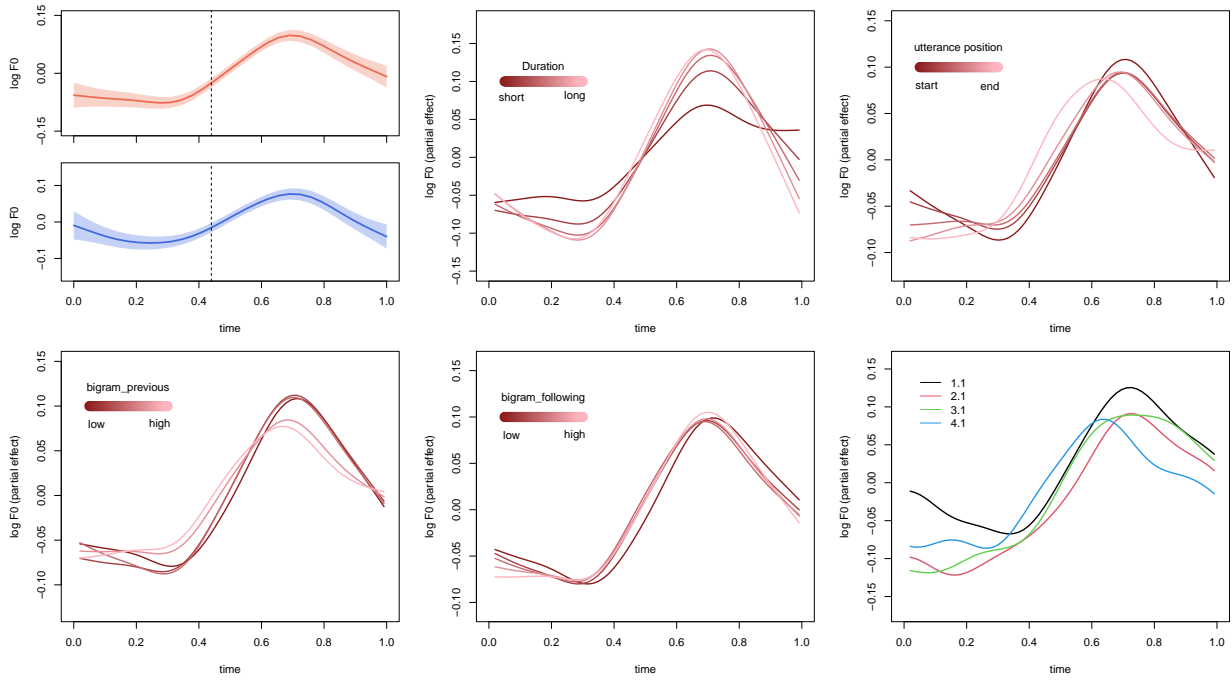 log F0
0.15
0.00
−0.15
log F0
0.1
0.0
−0.1
0.0 0.2 0.4 0.6 0.8 1.0
time
log F0 (partial effect)
0.15
0.10
0.05
0.00
−0.05
−0.10
−0.15
Duration
short long
0.0 0.2 0.4 0.6 0.8 1.0
time
log F0 (partial effect)
0.15
0.10
0.05
0.00
−0.05
−0.10
utterance position
start end
0.0 0.2 0.4 0.6 0.8 1.0
time
log F0 (partial effect)
0.15
0.10
0.05
0.00
−0.05
−0.10
bigram_previous
low high
0.0 0.2 0.4 0.6 0.8 1.0
time
log F0 (partial effect)
0.15
0.10
0.05
0.00
−0.05
−0.10
bigram_following
low high
0.0 0.2 0.4 0.6 0.8 1.0
time
log F0 (partial effect)
0.15
0.10
0.05
0.00
−0.05
−0.10
−0.15
1.1
2.1
3.1
4.1
0.0 0.2 0.4 0.6 0.8 1.0
time